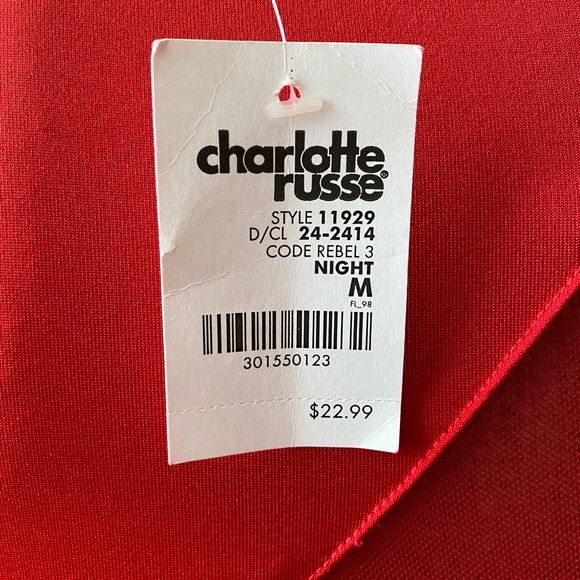 charlotte
russe®
STYLE 11929
D/CL 24-2414
CODE REBEL 3
NIGHT
M
FL_98
301550123
$22.99